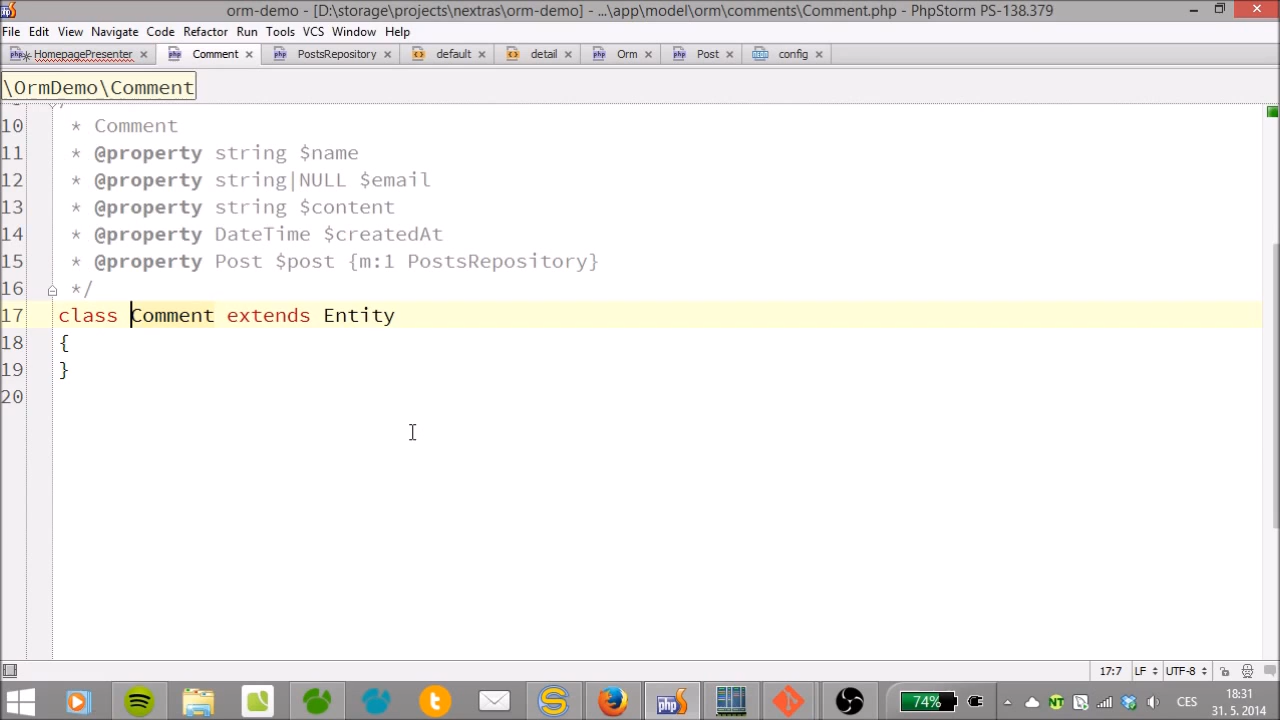 orm-demo - [D:\storage\projects\nextras\orm-demo] - ...\app\model\orm\comments\Comment.php - PhpStorm PS-138.379
File Edit View Navigate Code Refactor Run Tools VCS Window Help
HomepagePresenter Comment PostsRepository default detail Orm Post config
\OrmDemo\Comment
10 * Comment
11 * @property string $name
12 * @property string|NULL $email
13 * @property string $content
14 * @property DateTime $createdAt
15 * @property Post $post {m:1 PostsRepository}
16 */
17 class Comment extends Entity
18 {
19 }
20
17:7 LF UTF-8
74% CES 18:31
31. 5. 2014